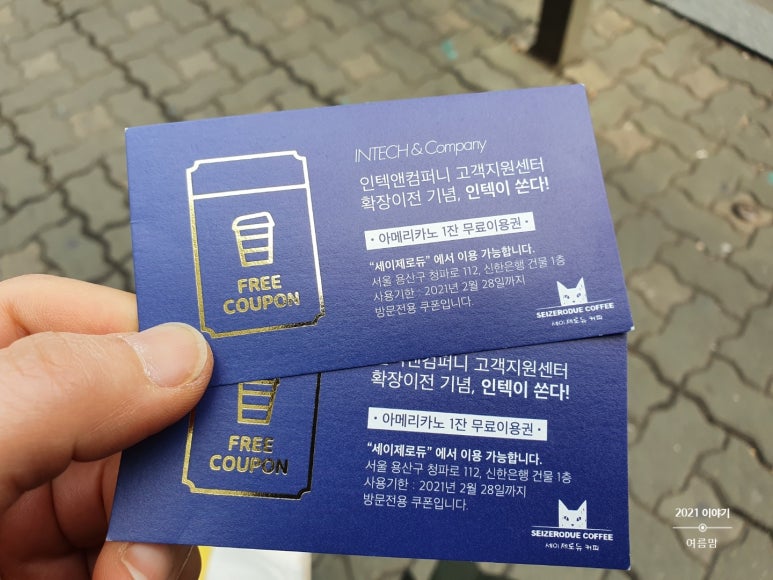 INTECH & Company
인텍앤컴퍼니 고객지원센터
확장이전 기념, 인텍이 쏜다!
· 아메리카노 1잔 무료이용권 ·
"세이제로듀" 에서 이용 가능합니다.
서울 용산구 청파로 112, 신한은행 건물 1층
사용기한 : 2021년 2월 28일까지
방문전용 쿠폰입니다.
FREE
COUPON
SEIZERODUE COFFEE
세이제로듀 커피
고객지원센터
확장이전 기념, 인텍이 쏜다!
· 아메리카노 1잔 무료이용권 ·
"세이제로듀" 에서 이용 가능합니다.
서울 용산구 청파로 112, 신한은행 건물 1층
사용기한 : 2021년 2월 28일까지
방문전용 쿠폰입니다.
FREE
COUPON
SEIZERODUE COFFEE
세이제로듀 커피
2021 이야기
여름맘